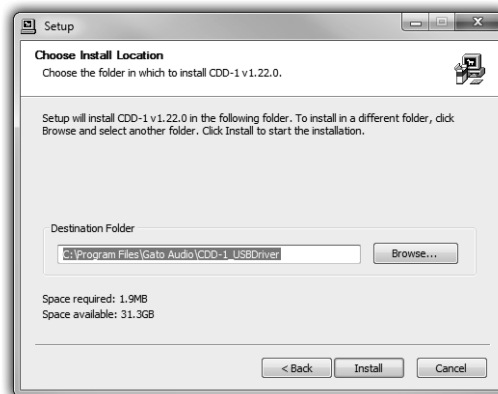 Setup
Choose Install Location
Choose the folder in which to install CDD-1 v1.22.0.
Setup will install CDD-1 v1.22.0 in the following folder. To install in a different folder, click
Browse and select another folder. Click Install to start the installation.
Destination Folder
C:\Program Files\Gato Audio\CDD-1_USBDriver
Browse...
Space required: 1.9MB
Space available: 31.3GB
< Back
Install
Cancel